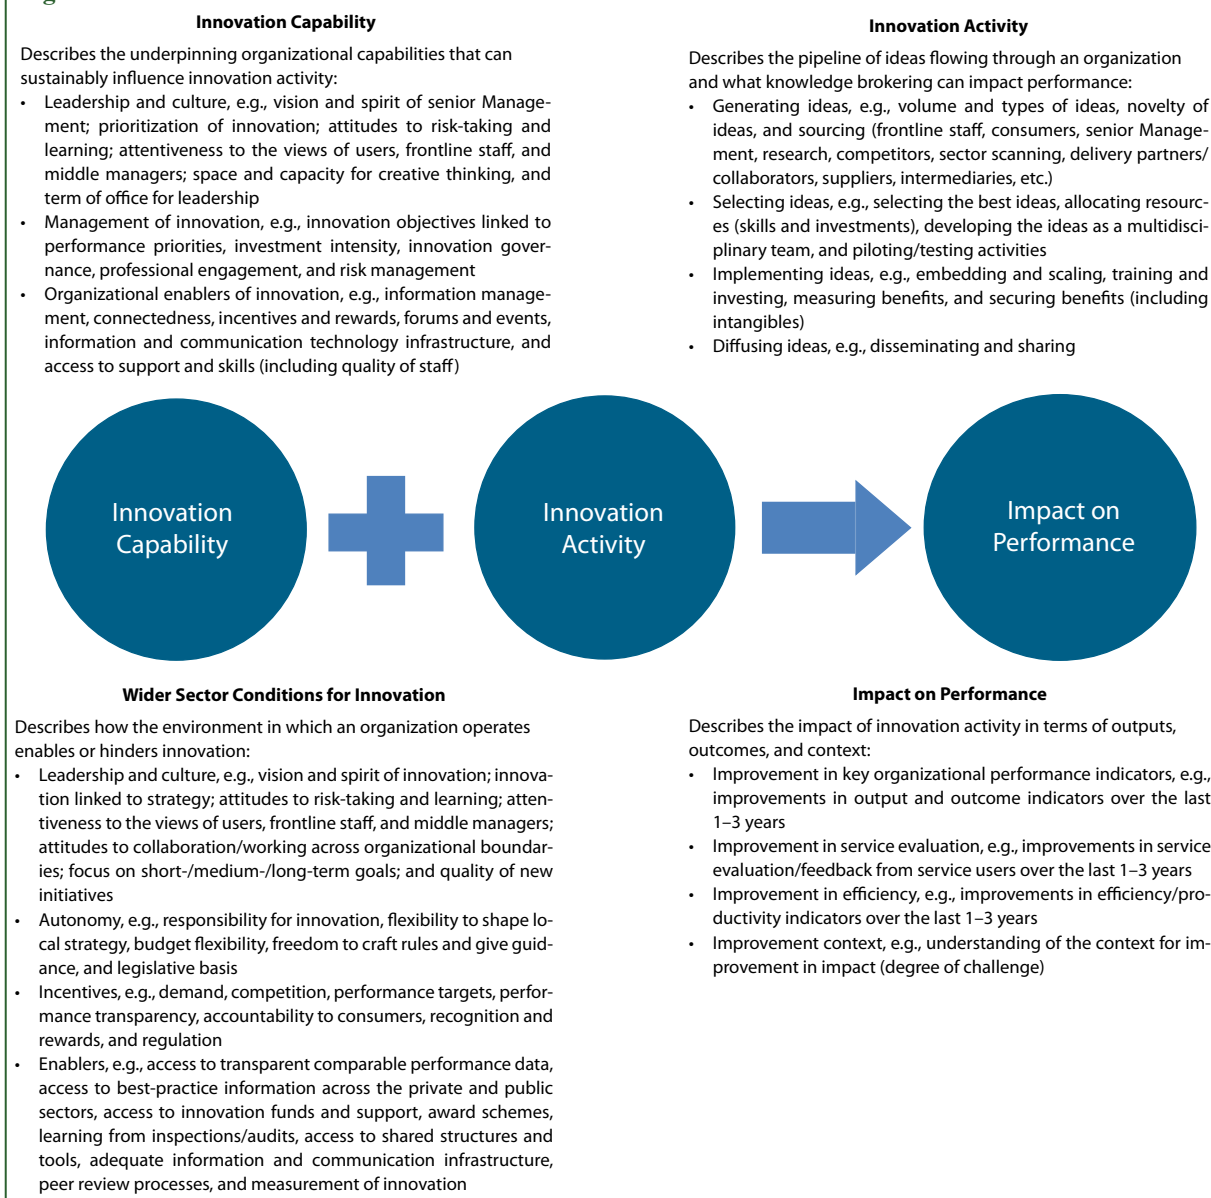 Innovation Capability
Describes the underpinning organizational capabilities that can
sustainably influence innovation activity:
• Leadership and culture, e.g., vision and spirit of senior Manage-
ment; prioritization of innovation; attitudes to risk-taking and
learning; attentiveness to the views of users, frontline staff, and
middle managers; space and capacity for creative thinking, and
term of office for leadership
• Management of innovation, e.g., innovation objectives linked to
performance priorities, investment intensity, innovation gover-
nance, professional engagement, and risk management
• Organizational enablers of innovation, e.g., information manage-
ment, connectedness, incentives and rewards, forums and events,
information and communication technology infrastructure, and
access to support and skills (including quality of staff)
Innovation Activity
Describes the pipeline of ideas flowing through an organization
and what knowledge brokering can impact performance:
• Generating ideas, e.g., volume and types of ideas, novelty of
ideas, and sourcing (frontline staff, consumers, senior Manage-
ment, research, competitors, sector scanning, delivery partners/
collaborators, suppliers, intermediaries, etc.)
• Selecting ideas, e.g., selecting the best ideas, allocating resourc-
es (skills and investments), developing the ideas as a multidisci-
plinary team, and piloting/testing activities
• Implementing ideas, e.g., embedding and scaling, training and
investing, measuring benefits, and securing benefits (including
intangibles)
• Diffusing ideas, e.g., disseminating and sharing
Innovation
Capability
Innovation
Activity
Impact on
Performance
Wider Sector Conditions for Innovation
Describes how the environment in which an organization operates
enables or hinders innovation:
• Leadership and culture, e.g., vision and spirit of innovation; innova-
tion linked to strategy; attitudes to risk-taking and learning; atten-
tiveness to the views of users, frontline staff, and middle managers;
attitudes to collaboration/working across organizational boundar-
ies; focus on short-/medium-/long-term goals; and quality of new
initiatives
• Autonomy, e.g., responsibility for innovation, flexibility to shape lo-
cal strategy, budget flexibility, freedom to craft rules and give guid-
ance, and legislative basis
• Incentives, e.g., demand, competition, performance targets, perfor-
mance transparency, accountability to consumers, recognition and
rewards, and regulation
• Enablers, e.g., access to transparent comparable performance data,
access to best-practice information across the private and public
sectors, access to innovation funds and support, award schemes,
learning from inspections/audits, access to shared structures and
tools, adequate information and communication infrastructure,
peer review processes, and measurement of innovation
Impact on Performance
Describes the impact of innovation activity in terms of outputs,
outcomes, and context:
• Improvement in key organizational performance indicators, e.g.,
improvements in output and outcome indicators over the last
1–3 years
• Improvement in service evaluation, e.g., improvements in service
evaluation/feedback from service users over the last 1–3 years
• Improvement in efficiency, e.g., improvements in efficiency/pro-
ductivity indicators over the last 1–3 years
• Improvement context, e.g., understanding of the context for im-
provement in impact (degree of challenge)